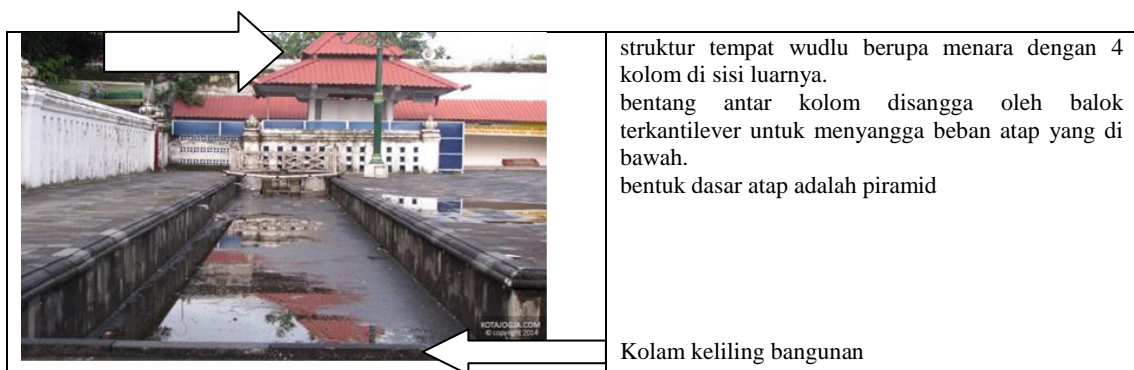 struktur tempat wudlu berupa menara dengan 4
kolom di sisi luarnya.
bentang antar kolom disangga oleh balok
terkantilever untuk menyangga beban atap yang di
bawah.
bentuk dasar atap adalah piramid
KOTAJOGJA.COM
© copyright 2014
Kolam keliling bangunan